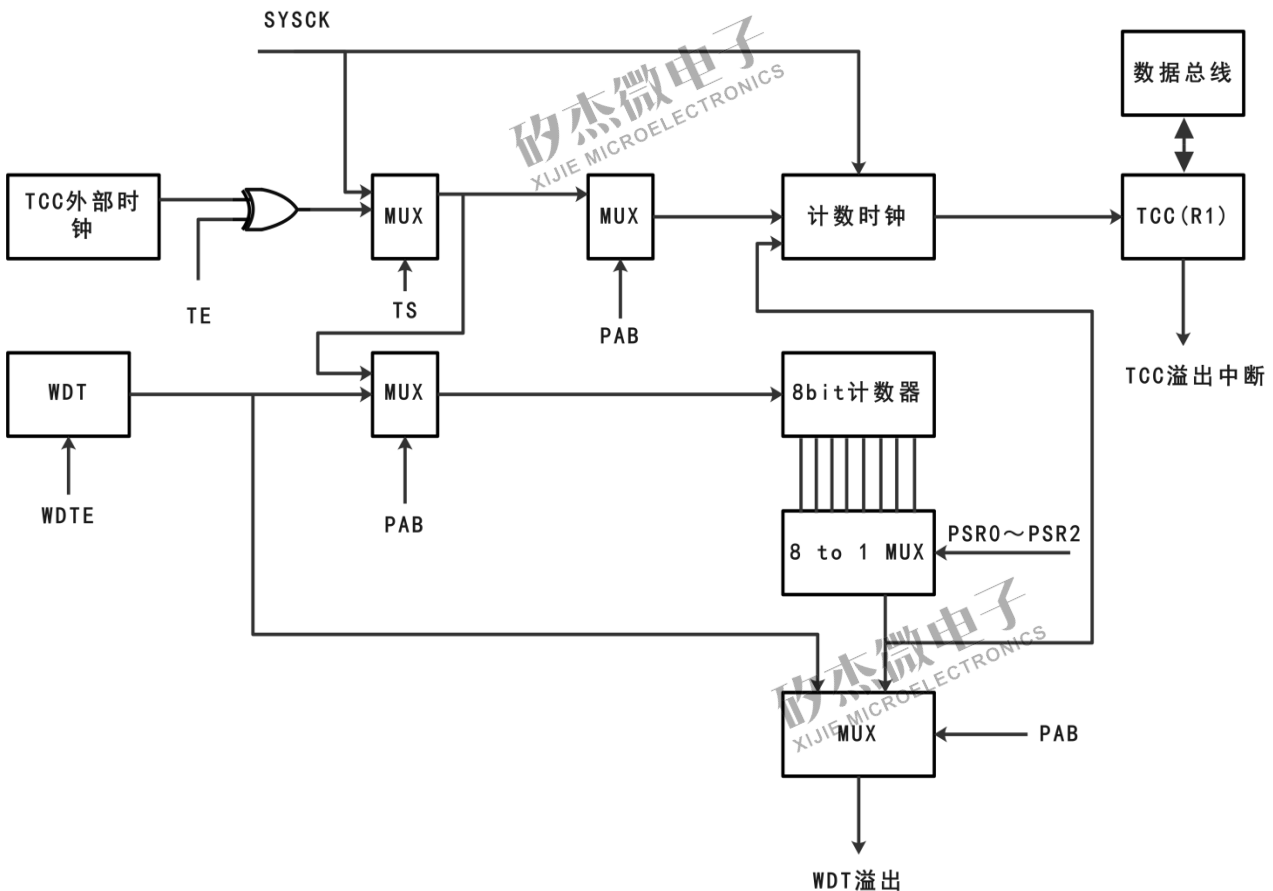 SYSCK
矽杰微电子
XIJIE MICROELECTRONICS
数据总线
TCC外部时
钟
MUX
MUX
计数时钟
TCC(R1)
TE
TS
PAB
TCC溢出中断
WDT
MUX
8bit计数器
WDTE
PAB
8 to 1 MUX
PSR0～PSR2
矽杰微电子
XIJIE MICROELECTRONICS
MUX
PAB
WDT溢出